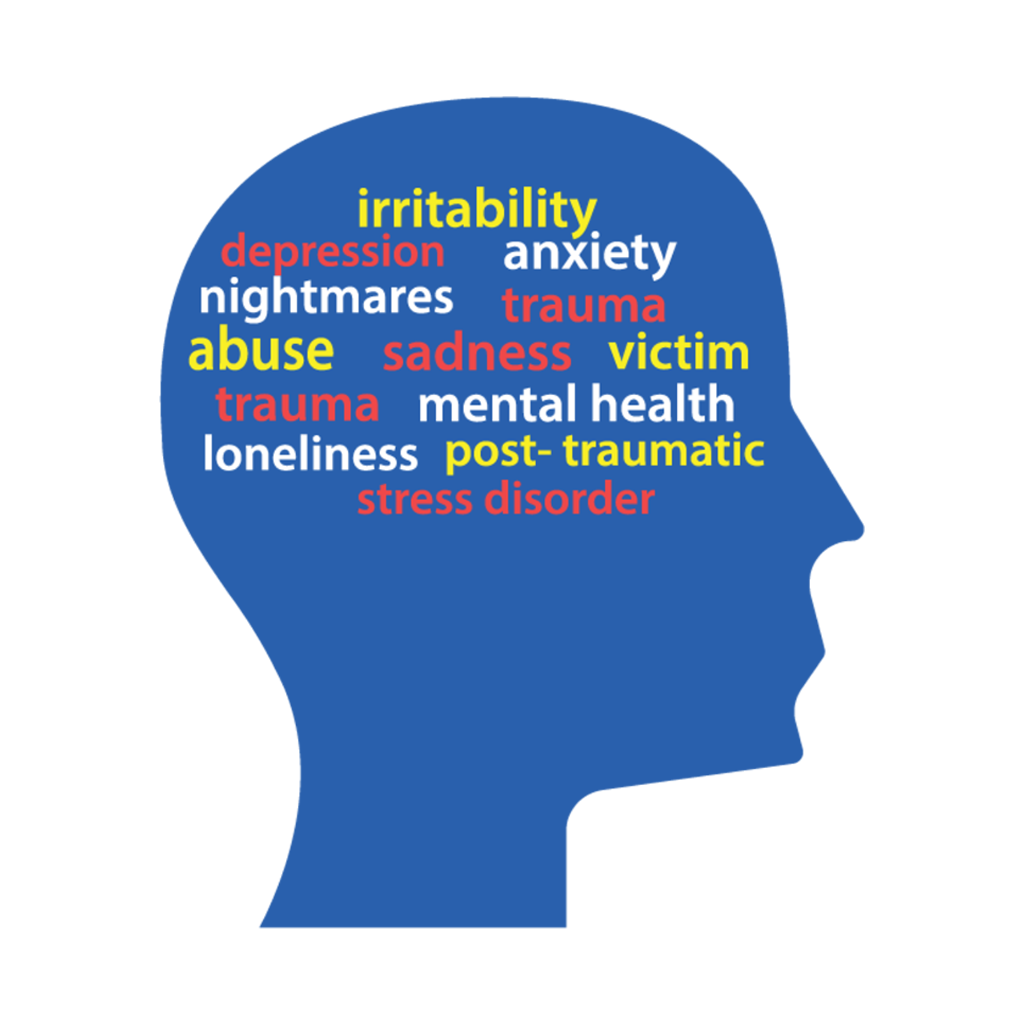 irritability
depression anxiety
nightmares trauma
abuse sadness victim
trauma mental health
loneliness post- traumatic
stress disorder